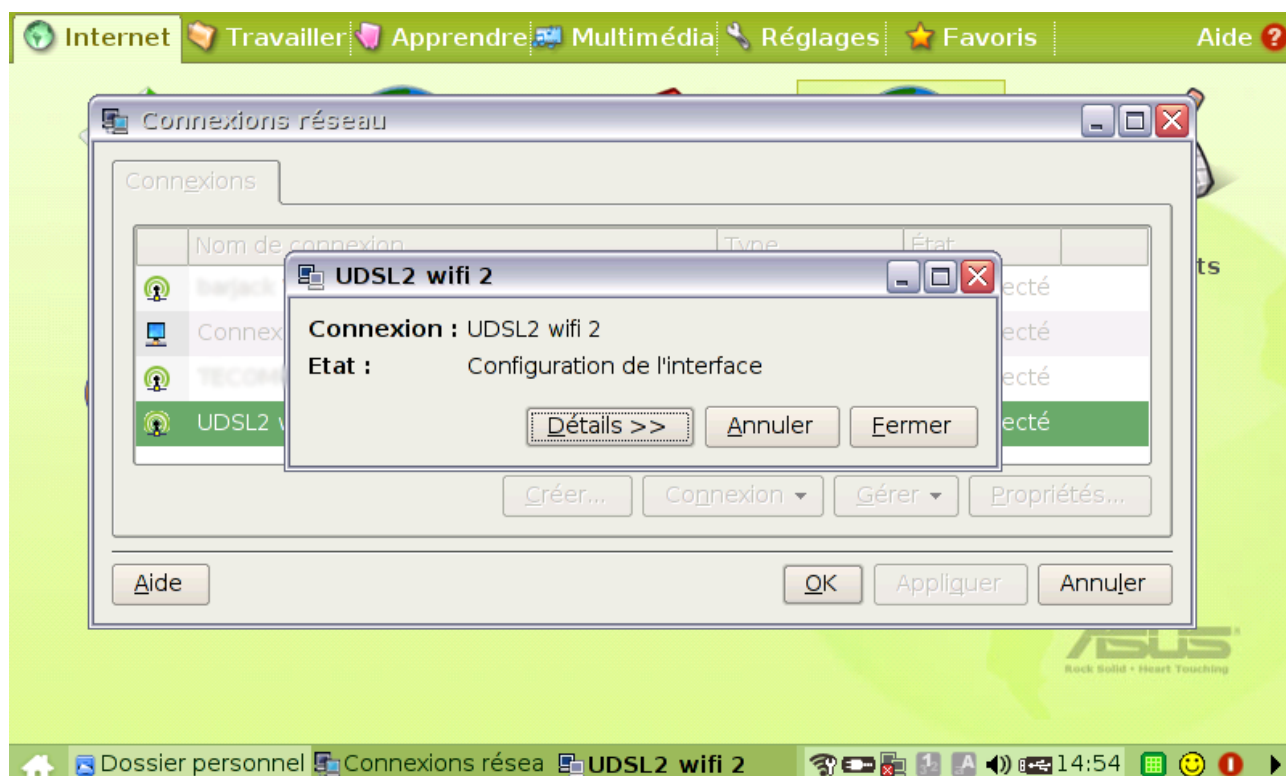 Internet Travailler Apprendre Multimédia Réglages Favoris Aide ?
Connexions réseau
Connexions
Nom de connexion Type État
ecté
ts
Connex ecté
ecté
UDSL2 ecté
UDSL2 wifi 2
Connexion : UDSL2 wifi 2
Etat : Configuration de l'interface
Détails >> Annuler Fermer
Créer... Connexion Gérer Propriétés...
Aide OK Appliquer Annuler
ASUS
Rock Solid • Heart Touching
Dossier personnel Connexions résea UDSL2 wifi 2 14:54